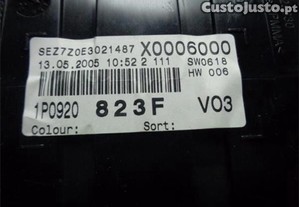 Custojusto.pt
SEZ7Z0E3021487 X0006000
13.05.2005 10:52 2 111 SW0618
HW 006
1P0920 823F V03
Colour: Sort: